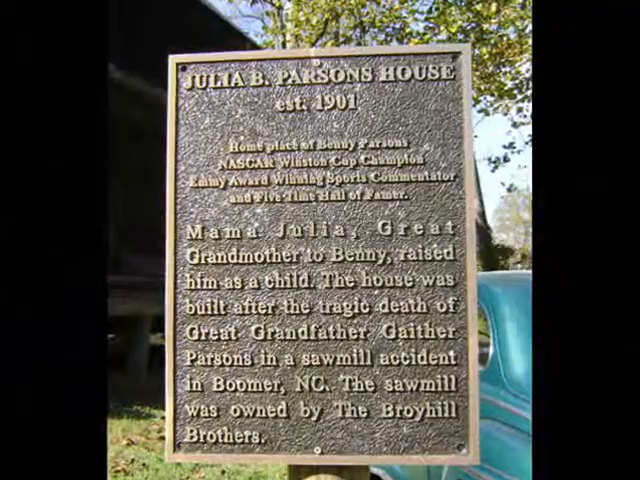 JULIA B. PARSONS HOUSE
est. 1901
Home place of Benny Parsons
NASCAR Winston Cup Champion
Emmy Award Winning Sports Commentator
and Five Time Hall of Famer.
Mama Julia, Great
Grandmother to Benny, raised
him as a child. The house was
built after the tragic death of
Great Grandfather Gaither
Parsons in a sawmill accident
in Boomer, NC. The sawmill
was owned by The Broyhill
Brothers.